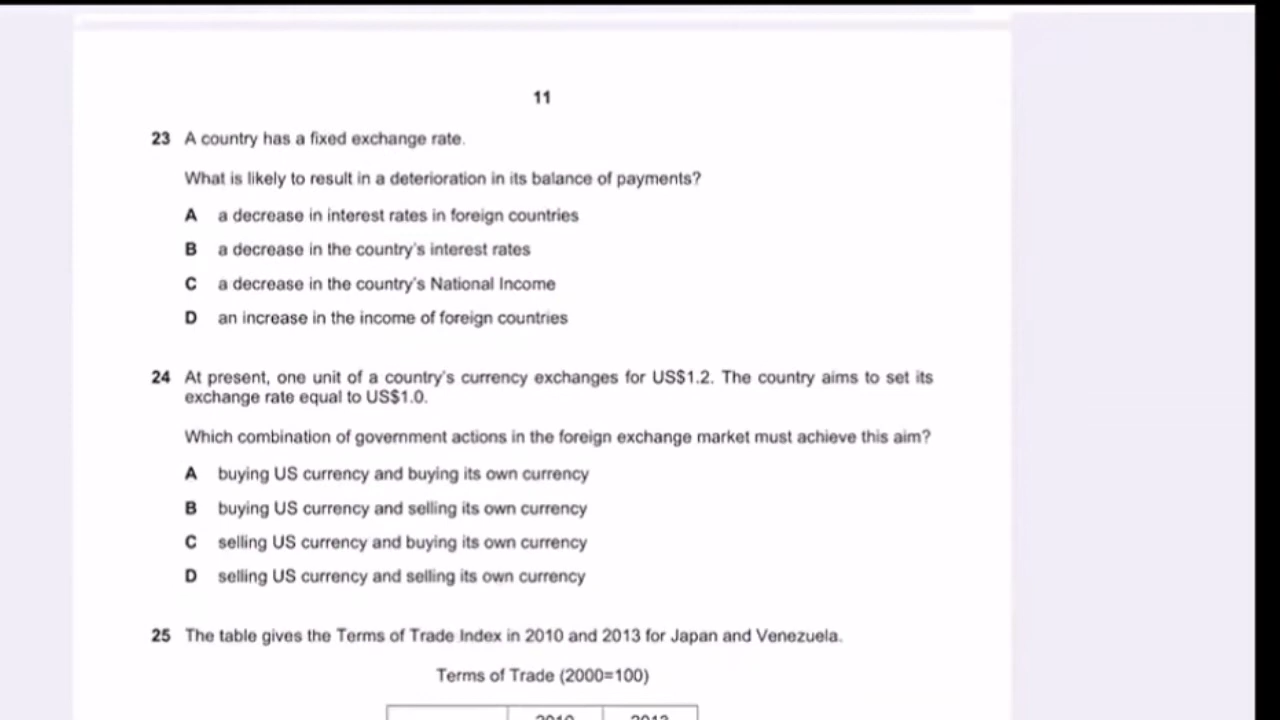 11
23 A country has a fixed exchange rate.
What is likely to result in a deterioration in its balance of payments?
A a decrease in interest rates in foreign countries
B a decrease in the country's interest rates
C a decrease in the country's National Income
D an increase in the income of foreign countries
24 At present, one unit of a country's currency exchanges for US$1.2. The country aims to set its
exchange rate equal to US$1.0.
Which combination of government actions in the foreign exchange market must achieve this aim?
A buying US currency and buying its own currency
B buying US currency and selling its own currency
C selling US currency and buying its own currency
D selling US currency and selling its own currency
25 The table gives the Terms of Trade Index in 2010 and 2013 for Japan and Venezuela.
Terms of Trade (2000=100)